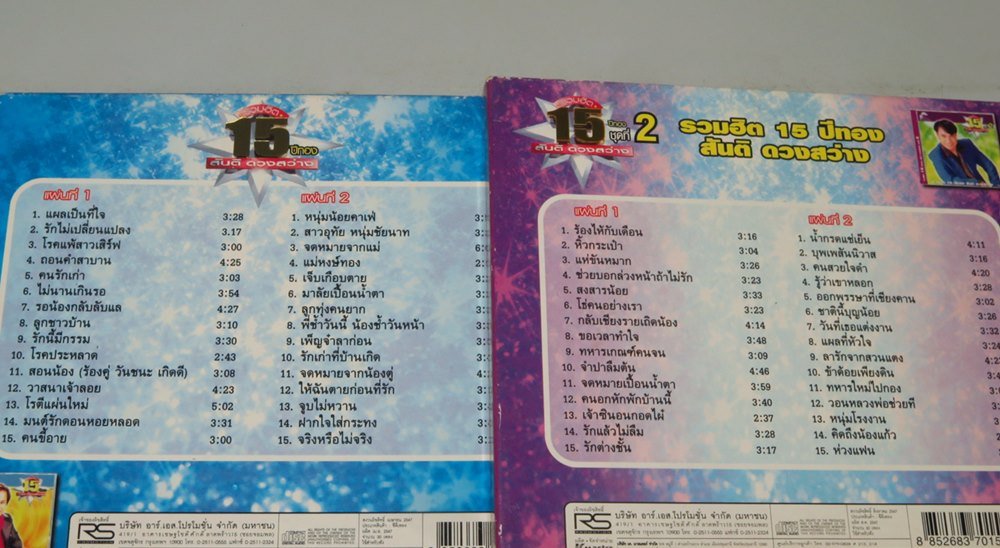 รวมฮิต
15
ปีทอง
สันติ ดวงสว่าง
แผ่นที่ 1
1. แผลเป็นที่ใจ 3:28
2. รักไม่เปลี่ยนแปลง 3.17
3. โรคแพ้สาวเสิร์ฟ 3:00
4. ถอนคำสาบาน 4:25
5. คนรักเก่า 3:03
6. ไม่นานเกินรอ 3:54
7. รอน้องกลับลับแล 4:27
8. ลูกชาวบ้าน 3:10
9. รักนี้มีกรรม 3:30
10. โรคประหลาด 2:43
11. สอนน้อง (ร้องคู่ วันชนะ เกิดดี) 3:08
12. วาสนาเจ้าลอย 4:23
13. โรตีแผ่นใหม่ 5:02
14. มนต์รักดอนหอยหลอด 3:31
15. คนขี้อาย 3:00
แผ่นที่ 2
1. หนุ่มน้อยคาเฟ่
2. สาวอุทัย หนุ่มชัยนาท
3. จดหมายจากแม่
4. แม่หงษ์ทอง
5. เจ็บเกือบตาย
6. มาลัยเปื้อนน้ำตา
7. ลูกทุ่งคนยาก
8. พี่ช้ำวันนี้ น้องช้ำวันหน้า
9. เพ็ญจำลาก่อน
10. รักเก่าที่บ้านเกิด
11. จดหมายจากน้องตู่
12. ให้ฉันตายก่อนที่รัก
13. จูบไม่หวาน
14. ฝากใจใส่กระทง
15. จริงหรือไม่จริง
RS
บริษัท อาร์.เอส.โปรโมชั่น จำกัด (มหาชน)
รวมฮิต
15
ปีทอง
ชุดที่ 2
สันติ ดวงสว่าง
รวมฮิต 15 ปีทอง
สันติ ดวงสว่าง
แผ่นที่ 1
1. ร้องให้กับเดือน 3:16
2. หิ้วกระเป๋า 3:04
3. แห่ขันหมาก 3:26
4. ช่วยบอกล่วงหน้าถ้าไม่รัก 3:23
5. สงสารน้อย 3:33
6. โธ่คนอย่างเรา 3:23
7. กลับเชียงรายเถิดน้อง 4:14
8. ขอเวลาทำใจ 3:48
9. ทหารเกณฑ์คนจน 3:09
10. จำปาลืมต้น 4:46
11. จดหมายเปื้อนน้ำตา 3:59
12. คนอกหักพักบ้านนี้ 3:40
13. เจ้าชินอนกอดไผ่ 2:37
14. รักแล้วไม่ลืม 3:28
15. รักต่างชั้น 3:17
แผ่นที่ 2
1. น้ำกรดแช่เย็น 4:11
2. บุพเพสันนิวาส 3:16
3. คนสวยใจดำ 4:20
4. รู้ว่าเขาหลอก 3:28
5. ออกพรรษาที่เชียงคาน 3:02
6. ชาตินี้บุญน้อย 3:26
7. วันที่เธอแต่งงาน 3:32
8. แผลที่หัวใจ
9. ลารักจากสวนแตง
10. ช้าด้อยเพียงดิน
11. ทหารใหม่ไปกอง
12. วอนหลวงพ่อช่วยที
13. หนุ่มโรงงาน
14. คิดถึงน้องแก้ว
15. ห่วงแฟน
RS
บริษัท อาร์.เอส.โปรโมชั่น จำกัด (มหาชน)
8 852683 7015